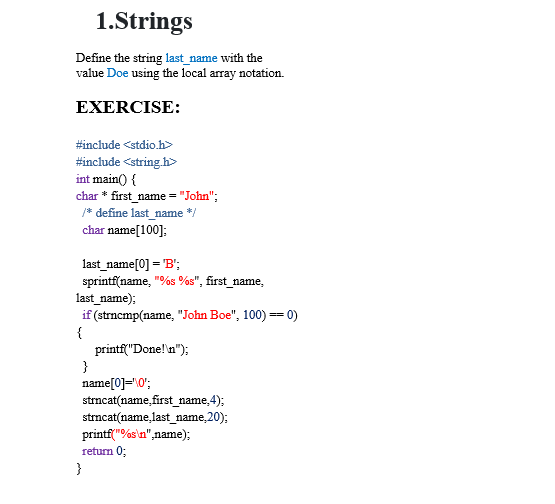 1.Strings
Define the string last_name with the
value Doe using the local array notation.
EXERCISE:
#include <stdio.h>
#include <string.h>
int main() {
char * first_name = "John";
/* define last_name */
char name[100];
last_name[0] = 'B';
sprintf(name, "%s %s", first_name,
last_name);
if (strncmp(name, "John Boe", 100) == 0)
{
printf("Done!\n");
}
name[0]='\0';
strncat(name,first_name,4);
strncat(name,last_name,20);
printf("%s\n",name);
return 0;
}